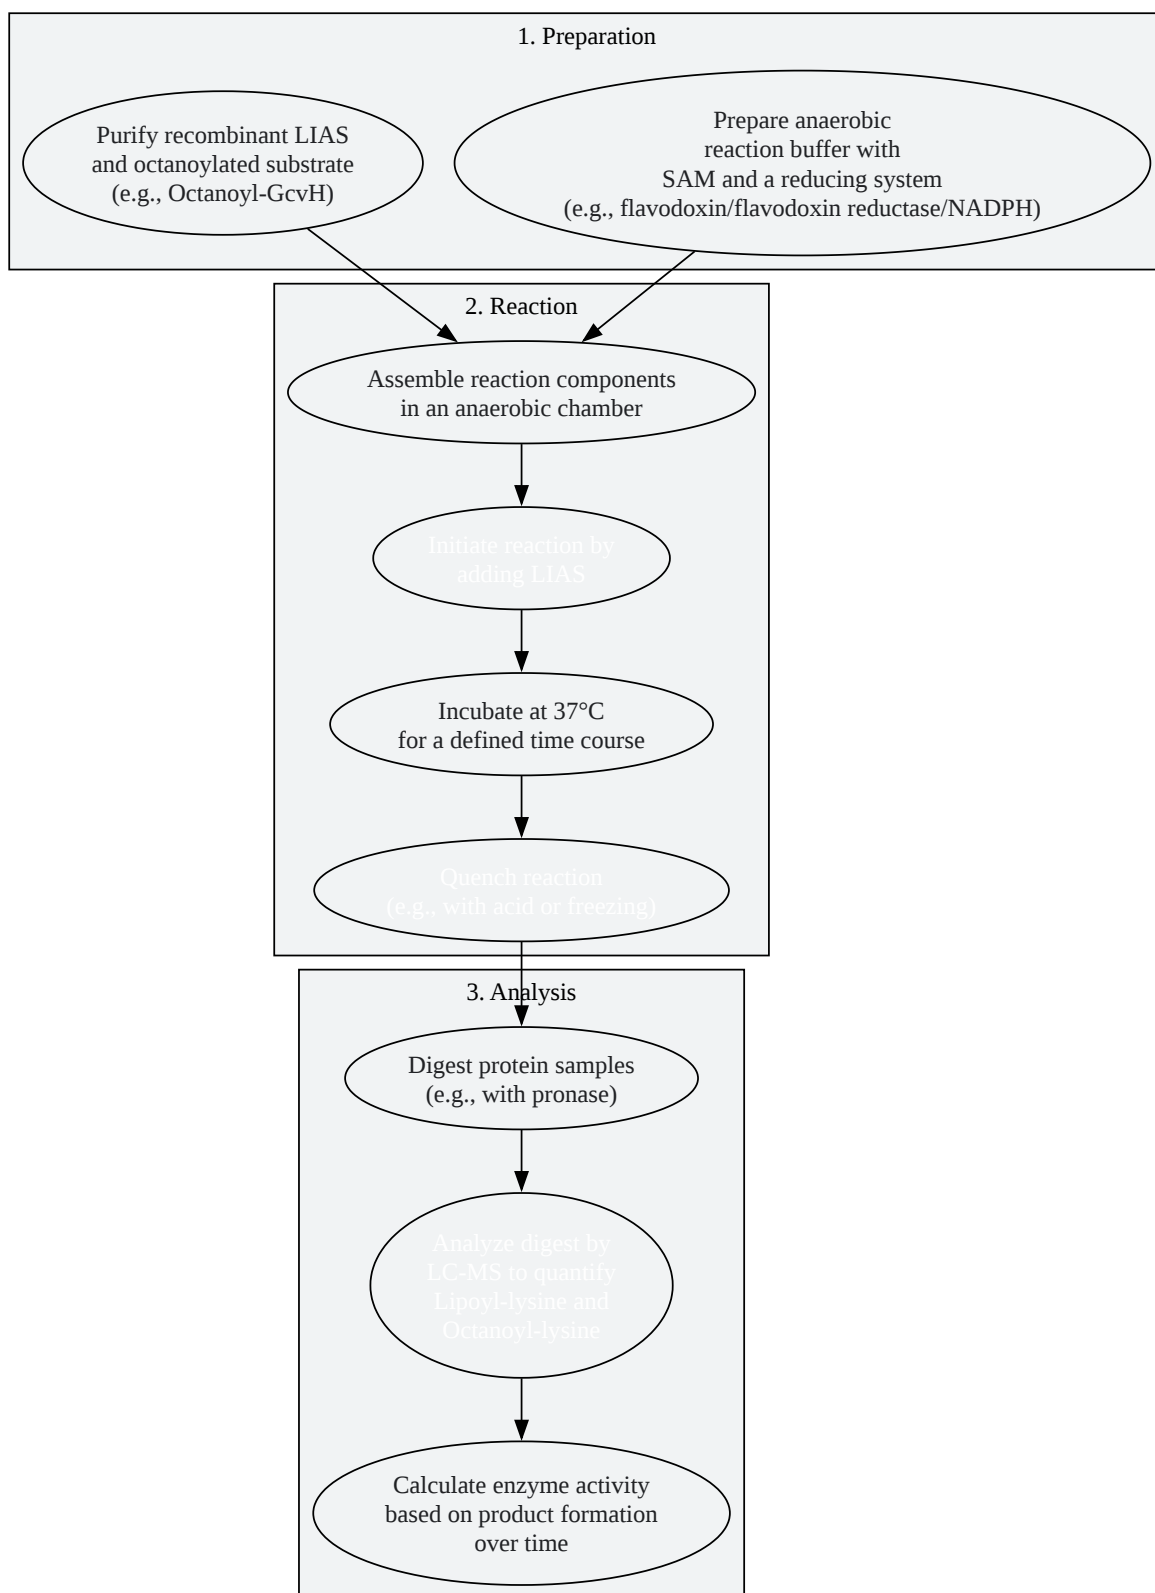 1. Preparation
Purify recombinant LIAS
and octanoylated substrate
(e.g., Octanoyl-GcvH)
Prepare anaerobic
reaction buffer with
SAM and a reducing system
(e.g., flavodoxin/flavodoxin reductase/NADPH)
2. Reaction
Assemble reaction components
in an anaerobic chamber
Initiate reaction by
adding LIAS
Incubate at 37°C
for a defined time course
Quench reaction
(e.g., with acid or freezing)
3. Analysis
Digest protein samples
(e.g., with pronase)
Analyze digest by
LC-MS to quantify
Lipoyl-lysine and
Octanoyl-lysine
Calculate enzyme activity
based on product formation
over time